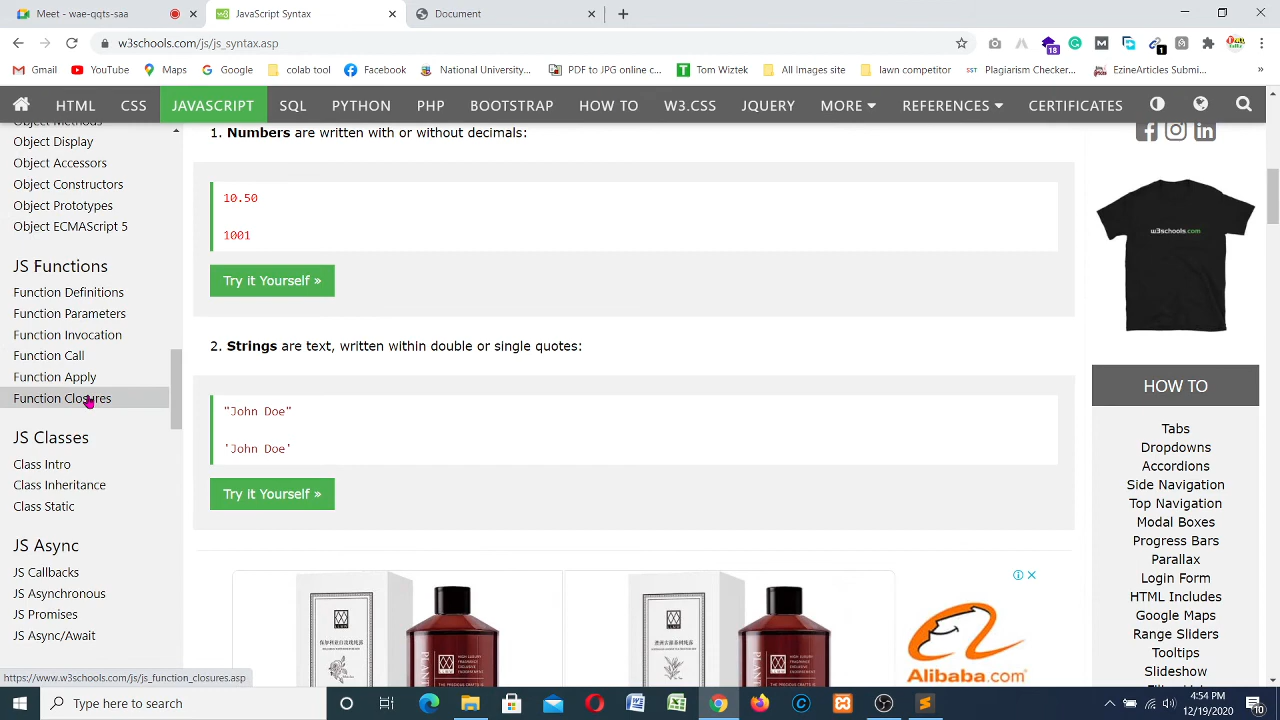 Meet – wae-qqts-sa
JavaScript Syntax
Document
w3schools.com/js/js_syntax.asp
18
1
Gmail
YouTube
Maps
Google
colab tool
Facebook
National University...
PDF to JPG online c...
Tom Wiztek
All Images site
lawn competitor
SST Plagiarism Checker...
EzineArticles Submi...
»
HTML
CSS
JAVASCRIPT
SQL
PYTHON
PHP
BOOTSTRAP
HOW TO
W3.CSS
JQUERY
MORE
REFERENCES
CERTIFICATES
Object Methods
Object Display
Object Accessors
Object Constructors
Object Prototypes
Object ECMAScript 5
JS Functions
Function Definitions
Function Parameters
Function Invocation
Function Call
Function Apply
Function Closures
JS Classes
Class Intro
Class Inheritance
Class Static
JS Async
JS Callbacks
JS Asynchronous
JS Promises
JS Async/Await
1. Numbers are written with or without decimals:
10.50
1001
Try it Yourself »
2. Strings are text, written within double or single quotes:
"John Doe"
'John Doe'
Try it Yourself »
Alibaba.com
w3schools.com
HOW TO
Tabs
Dropdowns
Accordions
Side Navigation
Top Navigation
Modal Boxes
Progress Bars
Parallax
Login Form
HTML Includes
Google Maps
Range Sliders
Tooltips
Slideshow
Type here to search
4:54 PM
12/19/2020